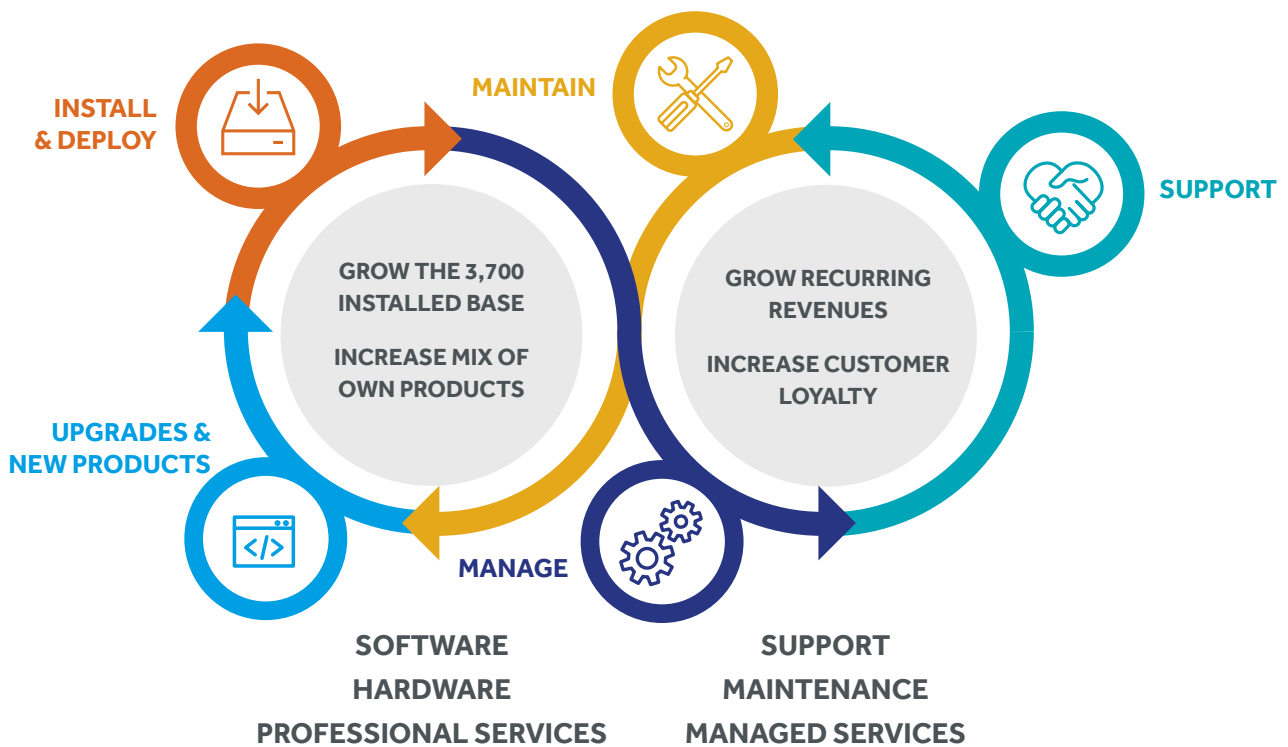 INSTALL
& DEPLOY
MAINTAIN
SUPPORT
GROW THE 3,700
INSTALLED BASE
INCREASE MIX OF
OWN PRODUCTS
GROW RECURRING
REVENUES
INCREASE CUSTOMER
LOYALTY
UPGRADES &
NEW PRODUCTS
</>
MANAGE
SOFTWARE
HARDWARE
PROFESSIONAL SERVICES
SUPPORT
MAINTENANCE
MANAGED SERVICES